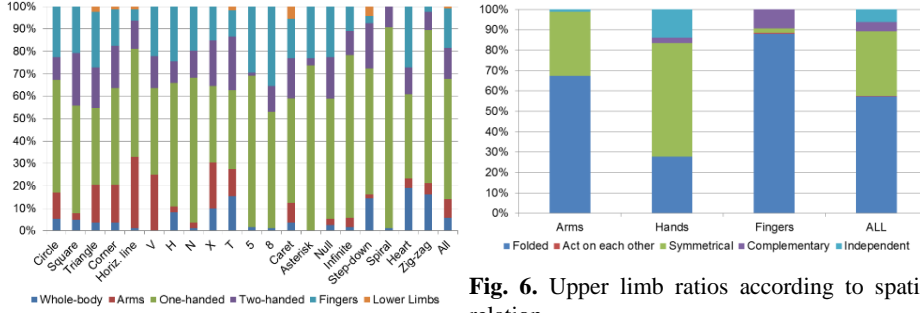 100%
90%
80%
70%
60%
50%
40%
30%
20%
10%
0%
Circle
Square
Triangle
Corner
Horiz. line
V
H
N
X
T
5
8
Caret
Asterisk
Null
Infinite
Step-down
Spiral
Heart
Zig-zag
All
Whole-body Arms One-handed Two-handed Fingers Lower Limbs
100%
90%
80%
70%
60%
50%
40%
30%
20%
10%
0%
Arms Hands Fingers ALL
Folded Act on each other Symmetrical Complementary Independent
Fig. 6. Upper limb ratios according to spati